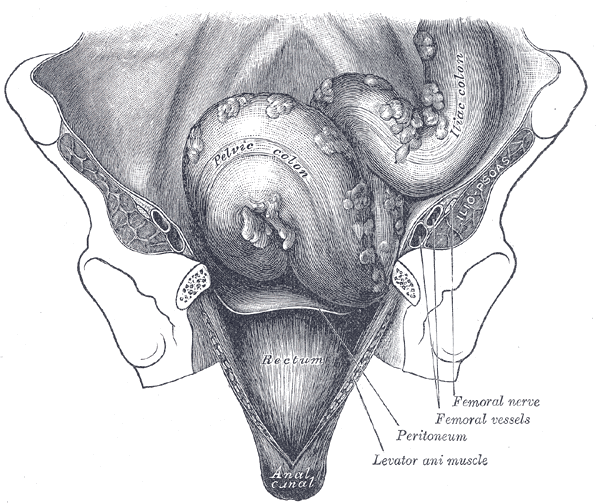 Iliac colon
Pelvic colon
ILIO-PSOAS
Rectum
Femoral nerve
Femoral vessels
Peritoneum
Levator ani muscle
Anal
canal